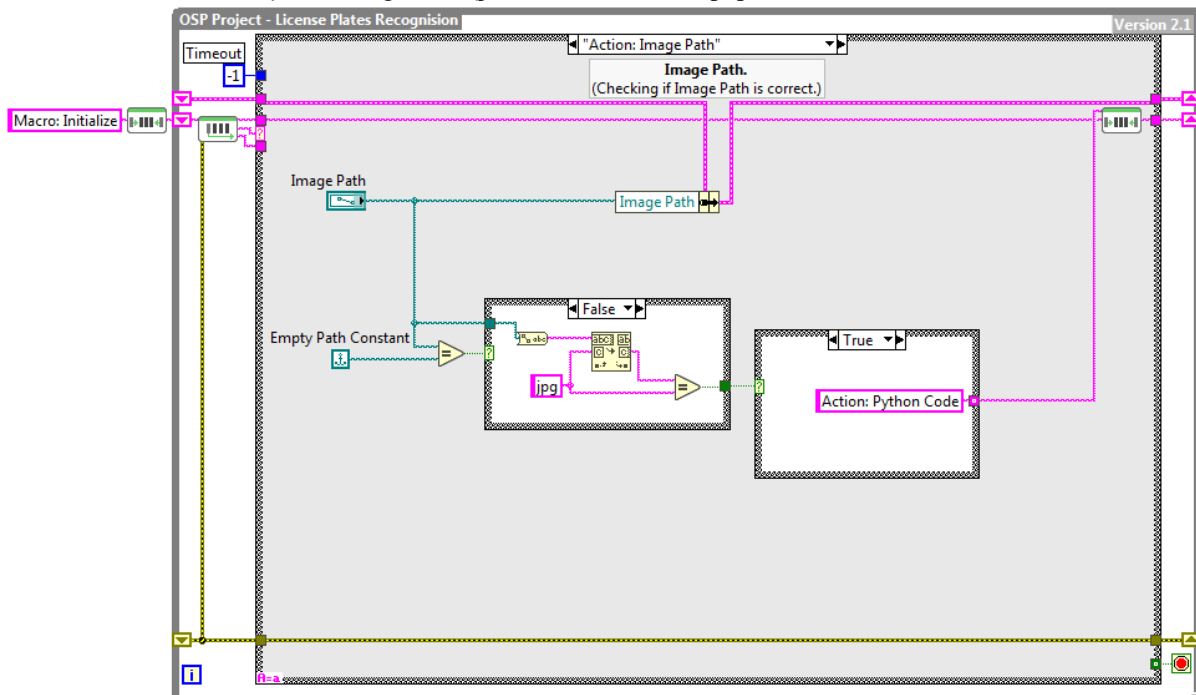 OSP Project - License Plates Recognision
Version 2.1
Timeout
-1
"Action: Image Path"
Image Path.
(Checking if Image Path is correct.)
Macro: Initialize
Image Path
Image Path
False
Empty Path Constant
True
jpg
Action: Python Code
i
A=a